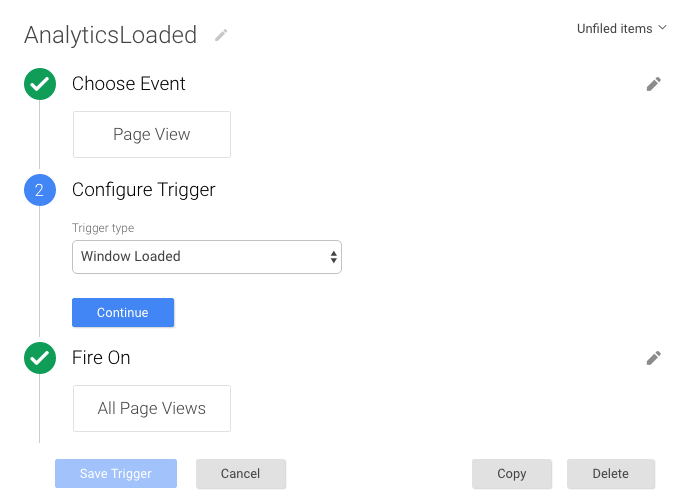 AnalyticsLoaded
Unfiled items
Choose Event
Page View
2
Configure Trigger
Trigger type
Window Loaded
Continue
Fire On
All Page Views
Save Trigger
Cancel
Copy
Delete